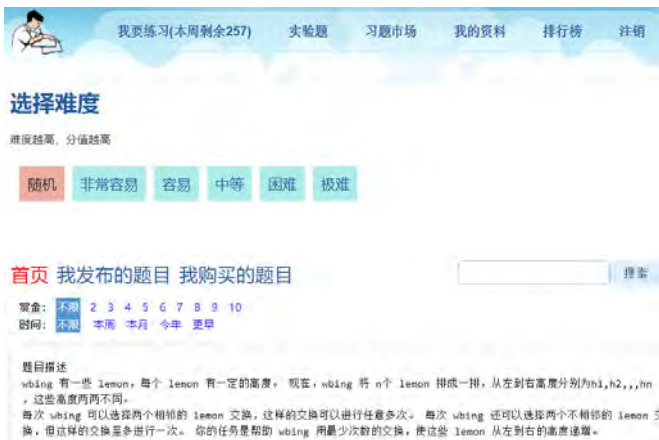 我要练习(本周剩余257) 实验题 习题市场 我的资料 排行榜 注销
选择难度
难度越高，分值越高
随机 非常容易 容易 中等 困难 极难
首页 我发布的题目 我购买的题目 搜索
赏金： 不限 2 3 4 5 6 7 8 9 10
时间： 不限 本周 本月 今年 更早
题目描述
wbing 有一些 lemon，每个 lemon 有一定的高度。 现在，wbing 将 n个 lemon 排成一排，从左到右高度分别为h1,h2,,,hn
，这些高度两两不同。
每次 wbing 可以选择两个相邻的 lemon 交换，这样的交换可以进行任意多次。 每次 wbing 还可以选择两个不相邻的 lemon 交
换，但这样的交换至多进行一次。 你的任务是帮助 wbing 用最少次数的交换，使这些 lemon 从左到右的高度递增。